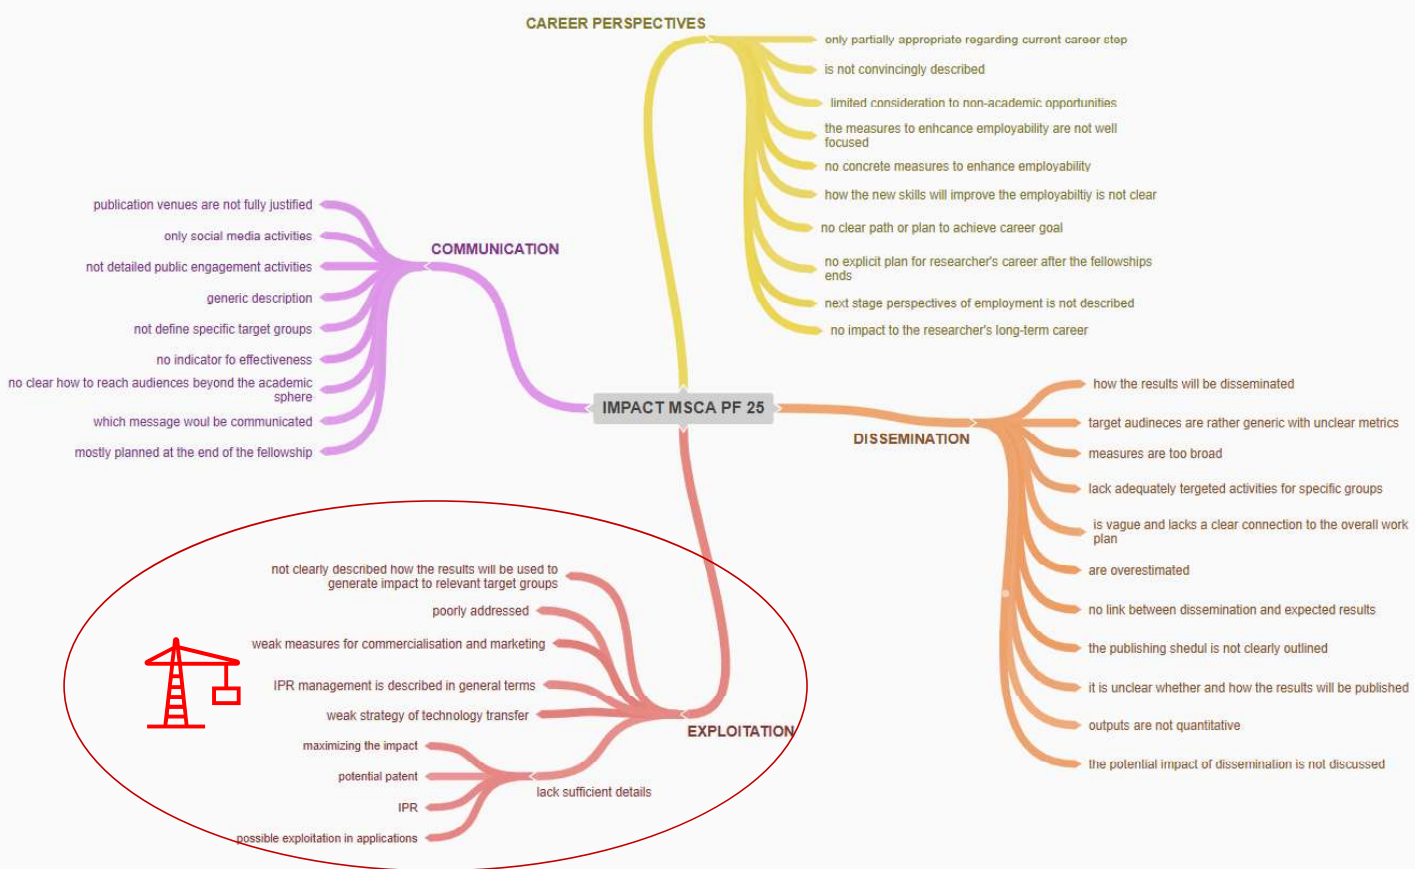 CAREER PERSPECTIVES
only partially appropriate regarding current career step
is not convincingly described
limited consideration to non-academic opportunities
the measures to enhcance employability are not well
focused
no concrete measures to enhance employability
how the new skills will improve the employabiltiy is not clear
no clear path or plan to achieve career goal
no explicit plan for researcher's career after the fellowships
ends
next stage perspectives of employment is not described
no impact to the researcher's long-term career
COMMUNICATION
publication venues are not fully justified
only social media activities
not detailed public engagement activities
generic description
not define specific target groups
no indicator fo effectiveness
no clear how to reach audiences beyond the academic
sphere
which message woul be communicated
mostly planned at the end of the fellowship
IMPACT MSCA PF 25
DISSEMINATION
how the results will be disseminated
target audineces are rather generic with unclear metrics
measures are too broad
lack adequately tergeted activities for specific groups
is vague and lacks a clear connection to the overall work
plan
are overestimated
no link between dissemination and expected results
the publishing shedul is not clearly outlined
it is unclear whether and how the results will be published
outputs are not quantitative
the potential impact of dissemination is not discussed
EXPLOITATION
not clearly described how the results will be used to
generate impact to relevant target groups
poorly addressed
weak measures for commercialisation and marketing
IPR management is described in general terms
weak strategy of technology transfer
lack sufficient details
maximizing the impact
potential patent
IPR
possible exploitation in applications